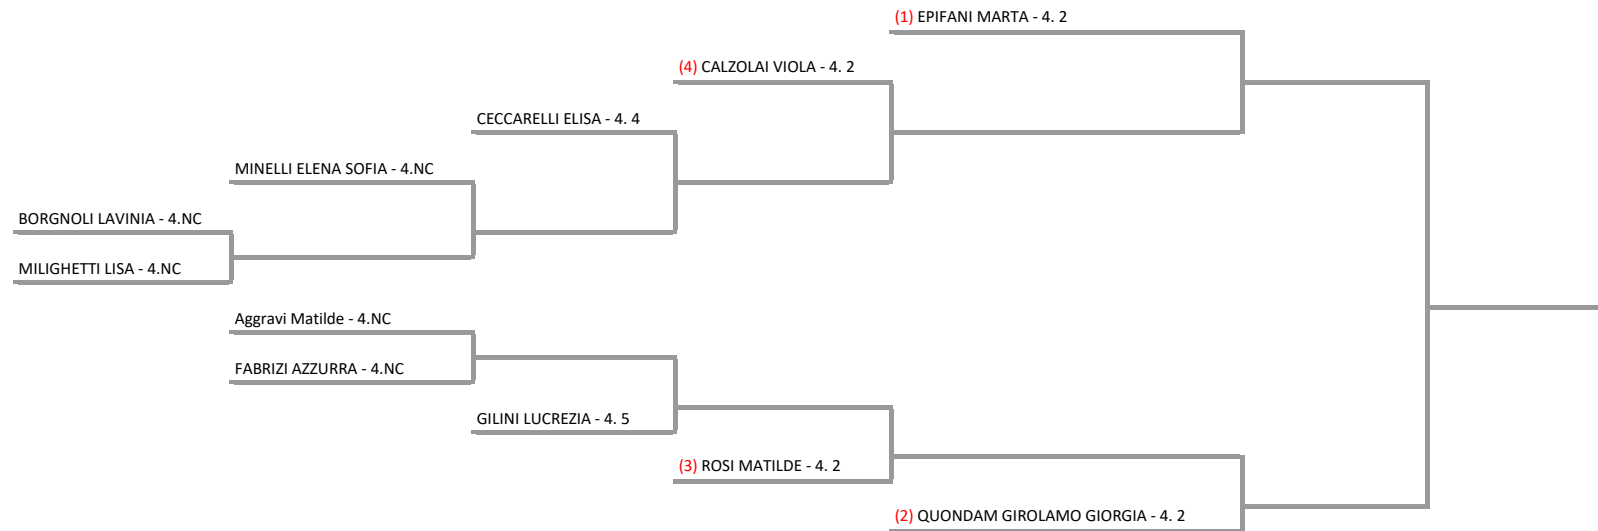 (1) EPIFANI MARTA - 4. 2
(4) CALZOLAI VIOLA - 4. 2
CECCARELLI ELISA - 4. 4
MINELLI ELENA SOFIA - 4.NC
BORGNOLI LAVINIA - 4.NC
MILIGHETTI LISA - 4.NC
Aggravi Matilde - 4.NC
FABRIZI AZZURRA - 4.NC
GILINI LUCREZIA - 4. 5
(3) ROSI MATILDE - 4. 2
(2) QUONDAM GIROLAMO GIORGIA - 4. 2